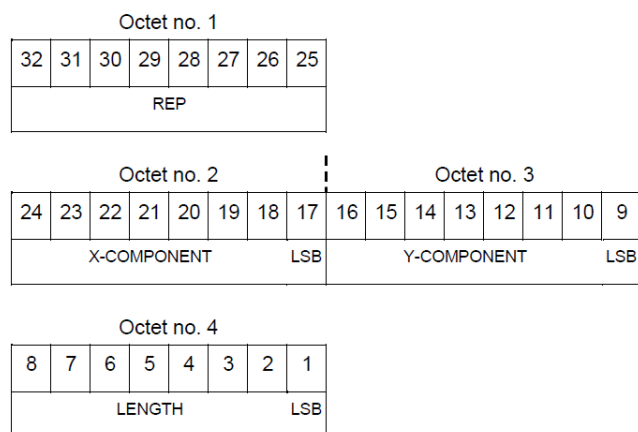 Octet no. 1
32 31 30 29 28 27 26 25
REP
Octet no. 2 Octet no. 3
24 23 22 21 20 19 18 17 16 15 14 13 12 11 10 9
X-COMPONENT LSB Y-COMPONENT LSB
Octet no. 4
8 7 6 5 4 3 2 1
LENGTH LSB